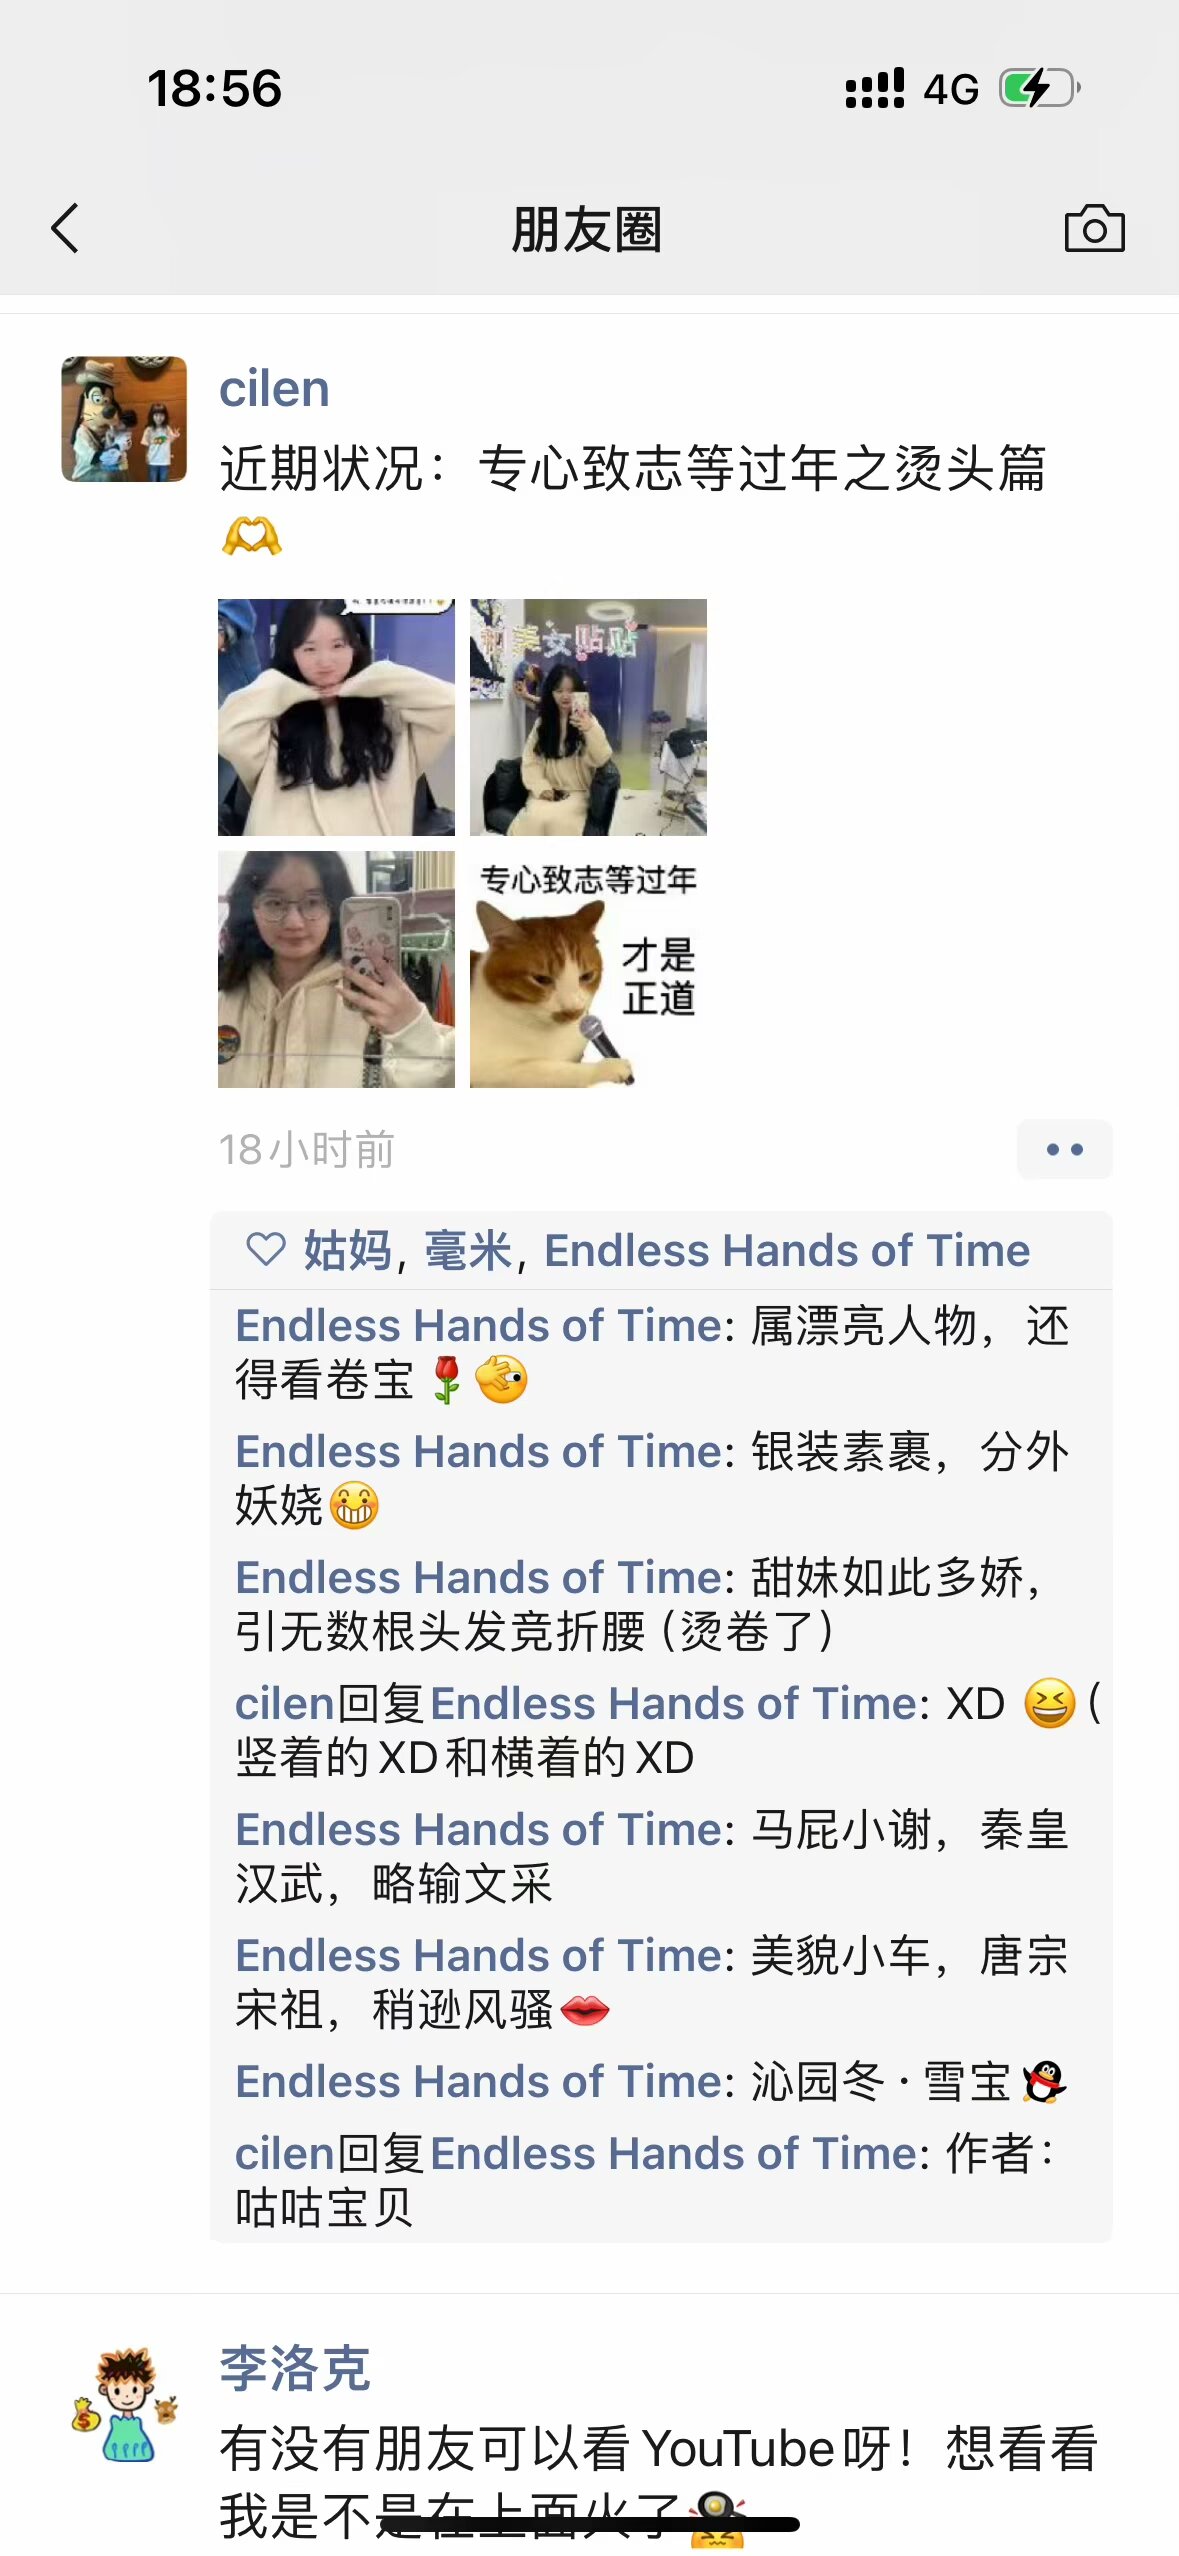 18:56
4G
朋友圈
cilen
近期状况：专心致志等过年之烫头篇
🫶
和美女贴贴
专心致志等过年
才是
正道
18小时前
姑妈, 毫米, Endless Hands of Time
Endless Hands of Time: 属漂亮人物，还
得看卷宝🌹🫣
Endless Hands of Time: 银装素裹，分外
妖娆😁
Endless Hands of Time: 甜妹如此多娇，
引无数根头发竞折腰（烫卷了）
cilen回复Endless Hands of Time: XD 😆（
竖着的XD和横着的XD
Endless Hands of Time: 马屁小谢，秦皇
汉武，略输文采
Endless Hands of Time: 美貌小车，唐宗
宋祖，稍逊风骚💋
Endless Hands of Time: 沁园冬·雪宝🐧
cilen回复Endless Hands of Time: 作者：
咕咕宝贝
李洛克
有没有朋友可以看YouTube呀！想看看
我是不是在上面火了